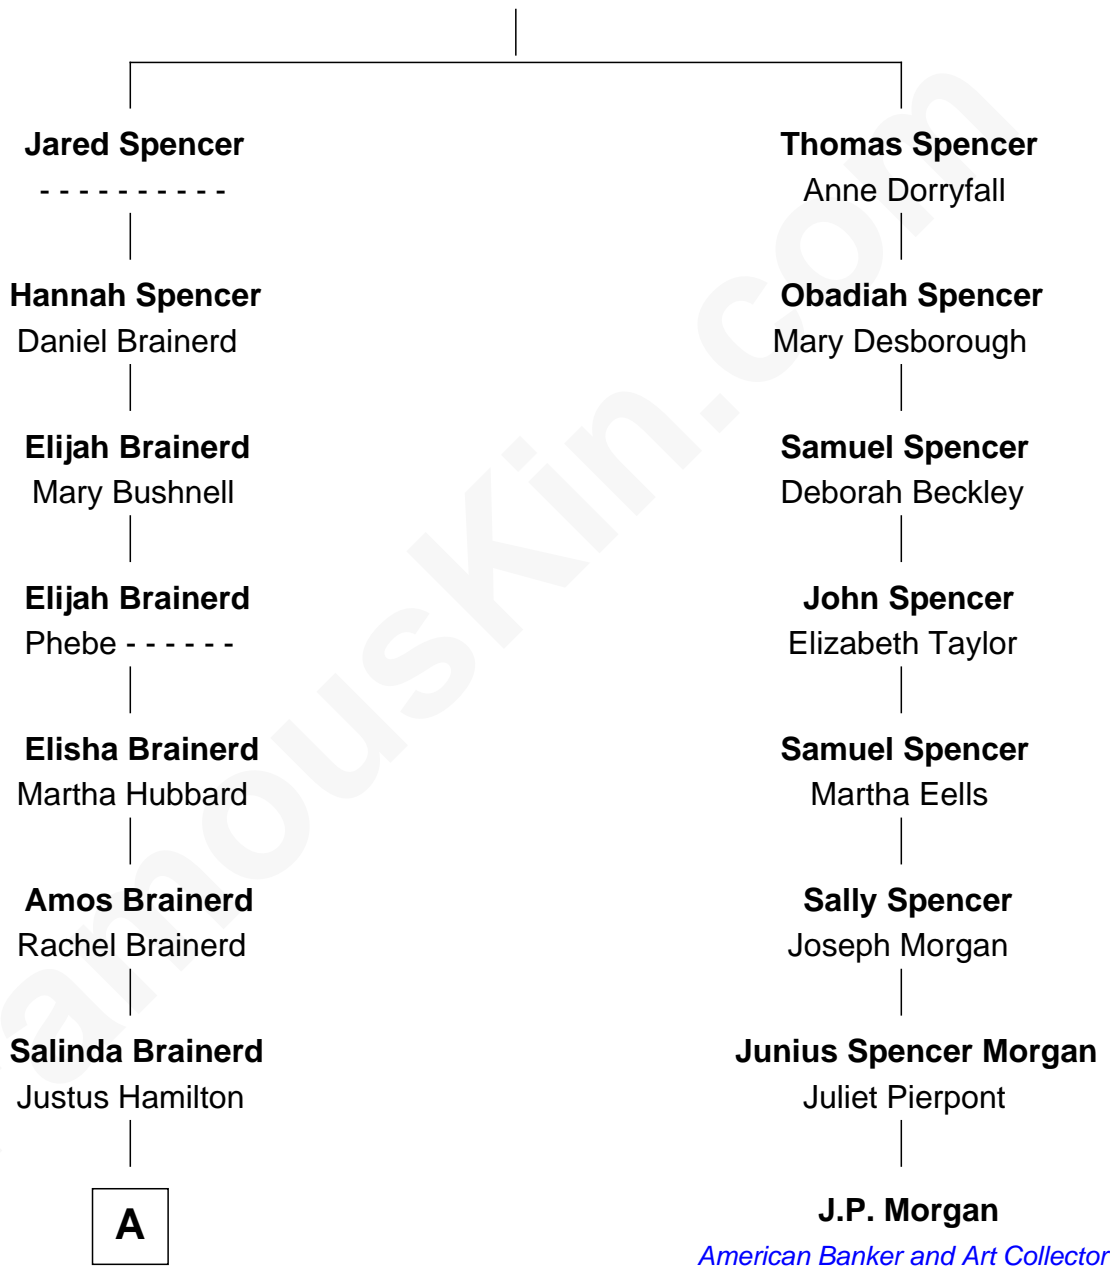 Jared Spencer
- - - - - - - - - -
Hannah Spencer
Daniel Brainerd
Elijah Brainerd
Mary Bushnell
Elijah Brainerd
Phebe - - - - - -
Elisha Brainerd
Martha Hubbard
Amos Brainerd
Rachel Brainerd
Salinda Brainerd
Justus Hamilton
A
Thomas Spencer
Anne Dorryfall
Obadiah Spencer
Mary Desborough
Samuel Spencer
Deborah Beckley
John Spencer
Elizabeth Taylor
Samuel Spencer
Martha Eells
Sally Spencer
Joseph Morgan
Junius Spencer Morgan
Juliet Pierpont
J.P. Morgan
American Banker and Art Collector
amousKin.com